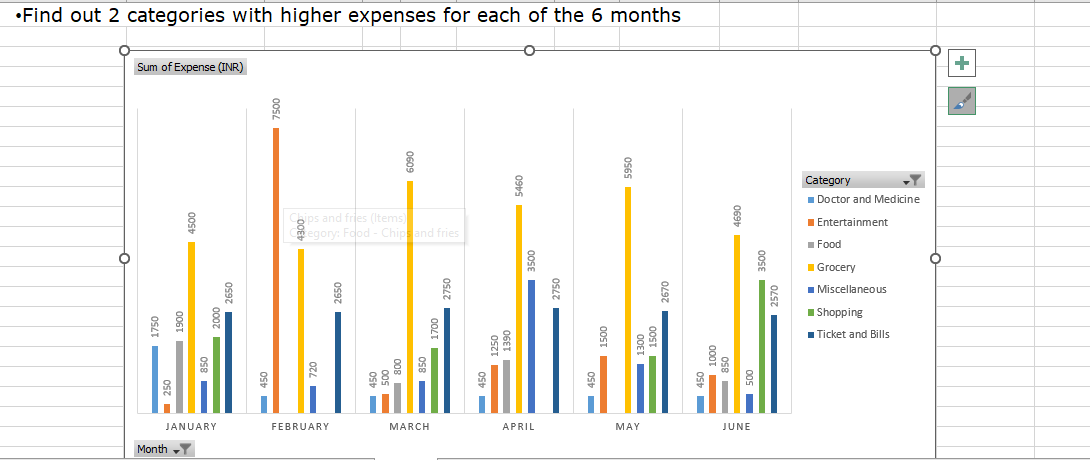 •Find out 2 categories with higher expenses for each of the 6 months
Sum of Expense (INR)
1750
250
1900
4500
850
2000
2650
450
7500
4300
720
2650
450
500
800
6090
850
1700
2750
450
1250
1390
5460
3500
2750
450
1500
5950
1300
1500
2670
450
1000
850
4690
500
3500
2570
Chips and fries (Items)
Category: Food - Chips and fries
JANUARY FEBRUARY MARCH APRIL MAY JUNE
Category
Doctor and Medicine
Entertainment
Food
Grocery
Miscellaneous
Shopping
Ticket and Bills
Month